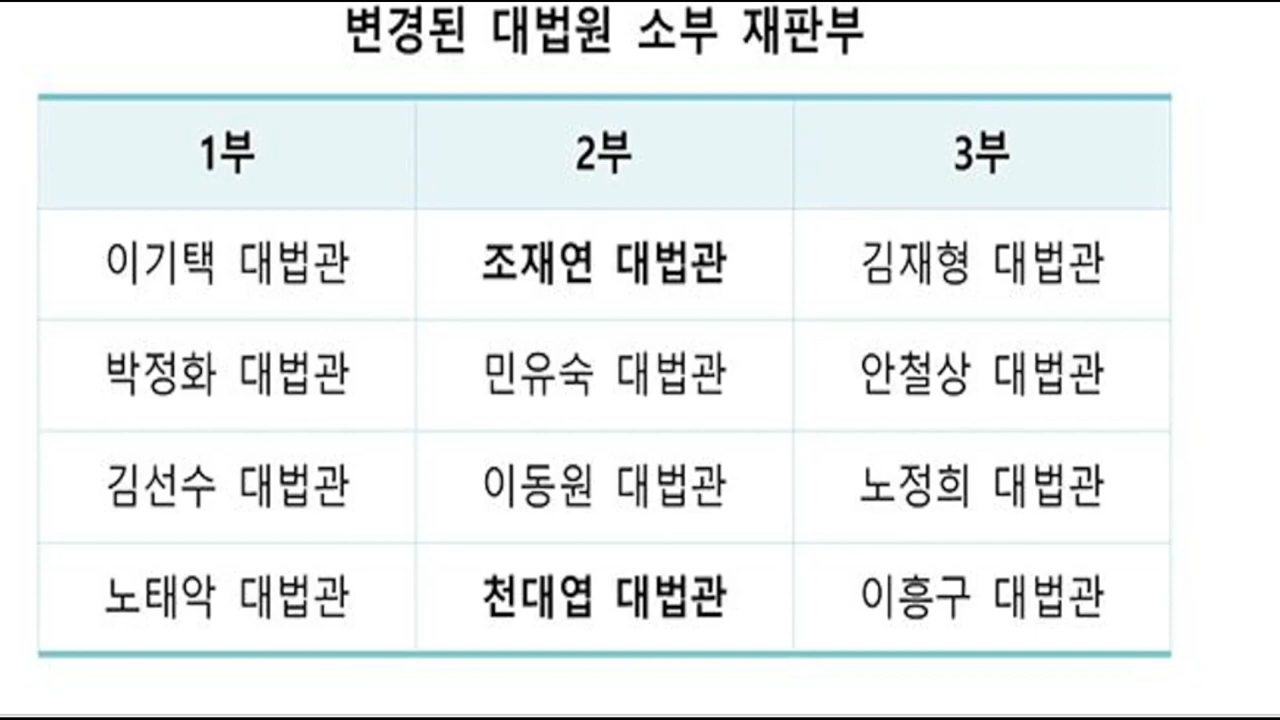 변경된 대법원 소부 재판부
1부 2부 3부
이기택 대법관 조재연 대법관 김재형 대법관
박정화 대법관 민유숙 대법관 안철상 대법관
김선수 대법관 이동원 대법관 노정희 대법관
노태악 대법관 천대엽 대법관 이흥구 대법관